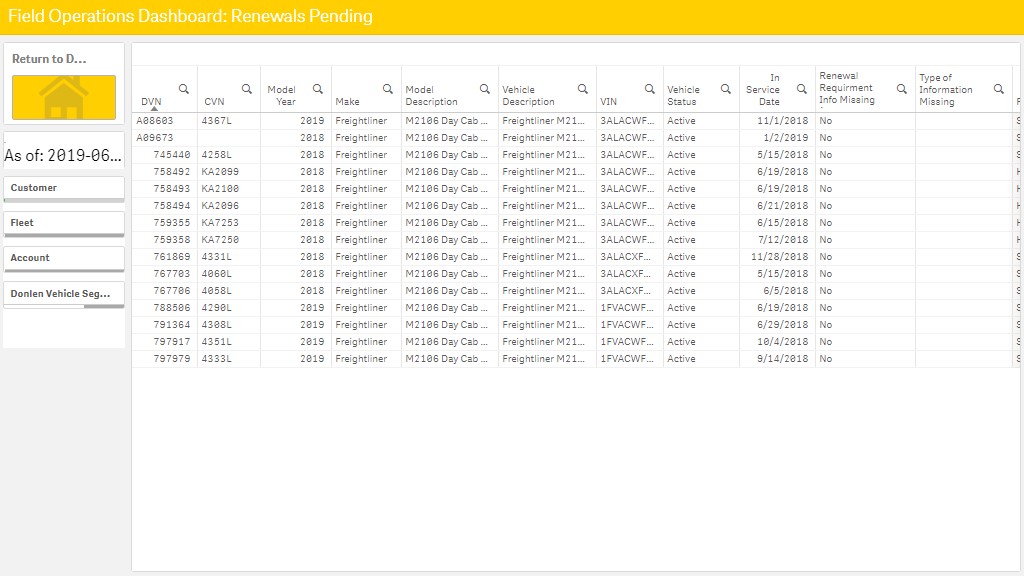 Field Operations Dashboard: Renewals Pending
Return to D...
As of: 2019-06...
Customer
Fleet
Account
Donlen Vehicle Seg...
DVN CVN Model Year Make Model Description Vehicle Description VIN Vehicle Status In Service Date Renewal Requirment Info Missing Type of Information Missing
A08603 4367L 2019 Freightliner M2106 Day Cab ... Freightliner M21... 3ALACWF... Active 11/1/2018 No
A09673 2018 Freightliner M2106 Day Cab ... Freightliner M21... 3ALACWF... Active 1/2/2019 No
745440 4258L 2018 Freightliner M2106 Day Cab ... Freightliner M21... 3ALACWF... Active 5/15/2018 No
758492 KA2099 2018 Freightliner M2106 Day Cab ... Freightliner M21... 3ALACWF... Active 6/19/2018 No
758493 KA2100 2018 Freightliner M2106 Day Cab ... Freightliner M21... 3ALACWF... Active 6/19/2018 No
758494 KA2096 2018 Freightliner M2106 Day Cab ... Freightliner M21... 3ALACWF... Active 6/21/2018 No
759355 KA7253 2018 Freightliner M2106 Day Cab ... Freightliner M21... 3ALACWF... Active 6/15/2018 No
759358 KA7250 2018 Freightliner M2106 Day Cab ... Freightliner M21... 3ALACWF... Active 7/12/2018 No
761869 4331L 2018 Freightliner M2106 Day Cab ... Freightliner M21... 3ALACXF... Active 11/28/2018 No
767703 4060L 2018 Freightliner M2106 Day Cab ... Freightliner M21... 3ALACXF... Active 5/15/2018 No
767706 4058L 2018 Freightliner M2106 Day Cab ... Freightliner M21... 3ALACXF... Active 6/5/2018 No
788506 4290L 2019 Freightliner M2106 Day Cab ... Freightliner M21... 1FVACWF... Active 6/19/2018 No
791364 4308L 2019 Freightliner M2106 Day Cab ... Freightliner M21... 1FVACWF... Active 6/29/2018 No
797917 4351L 2019 Freightliner M2106 Day Cab ... Freightliner M21... 1FVACWF... Active 10/4/2018 No
797979 4333L 2019 Freightliner M2106 Day Cab ... Freightliner M21... 1FVACWF... Active 9/14/2018 No